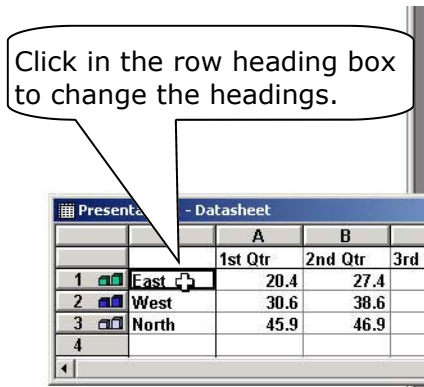 Click in the row heading box
to change the headings.
Presen - Datasheet
A B
1st Qtr 2nd Qtr 3rd
1 East 20.4 27.4
2 West 30.6 38.6
3 North 45.9 46.9
4